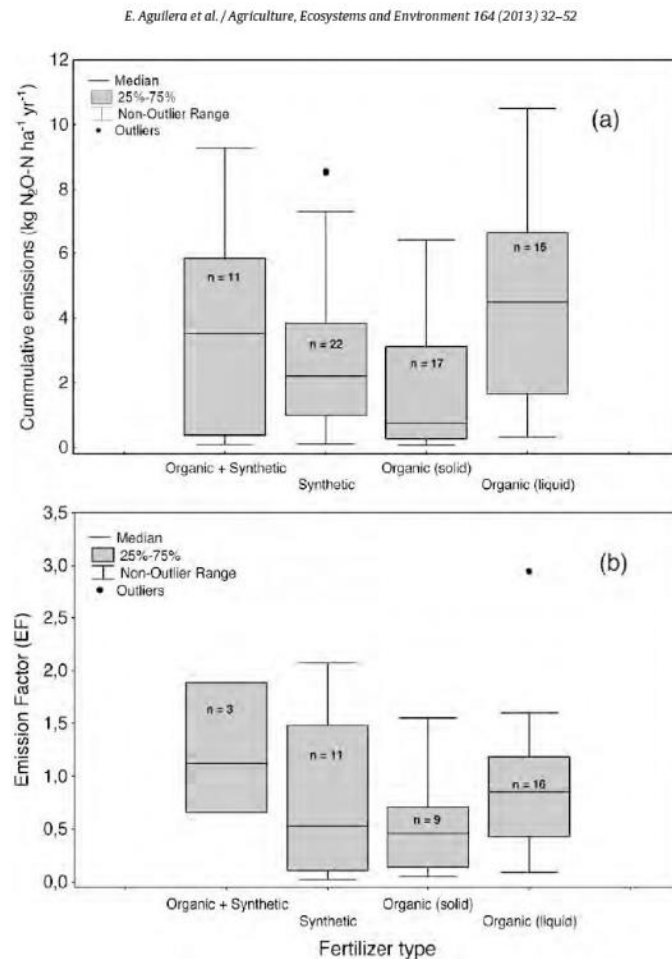 E. Aguilera et al. / Agriculture, Ecosystems and Environment 164 (2013) 32–52
12
10
8
6
4
2
0
Cummulative emissions (kg N₂O-N ha⁻¹ yr⁻¹)
Median
25%-75%
Non-Outlier Range
Outliers
(a)
n = 11
n = 22
n = 17
n = 15
Organic + Synthetic
Synthetic
Organic (solid)
Organic (liquid)
3,5
3,0
2,5
2,0
1,5
1,0
0,5
0,0
Emission Factor (EF)
Median
25%-75%
Non-Outlier Range
Outliers
(b)
n = 3
n = 11
n = 9
n = 16
Organic + Synthetic
Synthetic
Organic (solid)
Organic (liquid)
Fertilizer type